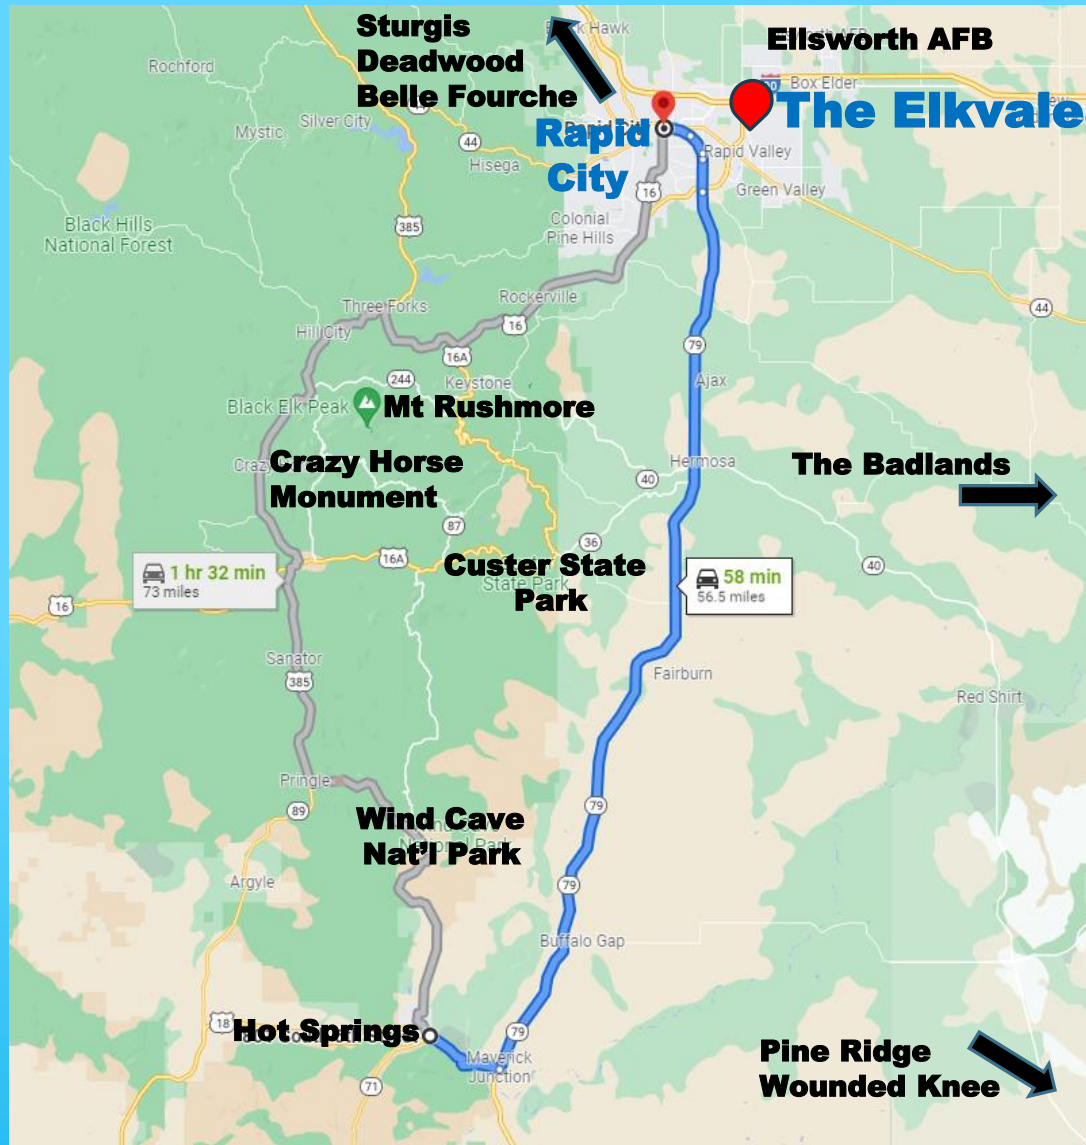 Sturgis
Deadwood
Belle Fourche
k Hawk
Ellsworth AFB
Rochford
Box Elder
The Elkvale
Silver City
Mystic
44
Hisega
Rapid
City
Rapid Valley
Green Valley
16
Black Hills
National Forest
385
Colonial
Pine Hills
Three Forks
Rockerville
44
Hill City
16
79
16A
244
Keystone
Ajax
Black Elk Peak
Mt Rushmore
Crazy Horse
Monument
Hermosa
The Badlands
40
87
36
16A
Custer State
Park
State Park
40
1 hr 32 min
73 miles
58 min
56.5 miles
16
Sanator
Fairburn
385
Red Shirt
Pringle
89
79
Wind Cave
Nat'l Park
National Park
Argyle
79
Buffalo Gap
18
Hot Springs
79
Maverick
Junction
71
Pine Ridge
Wounded Knee